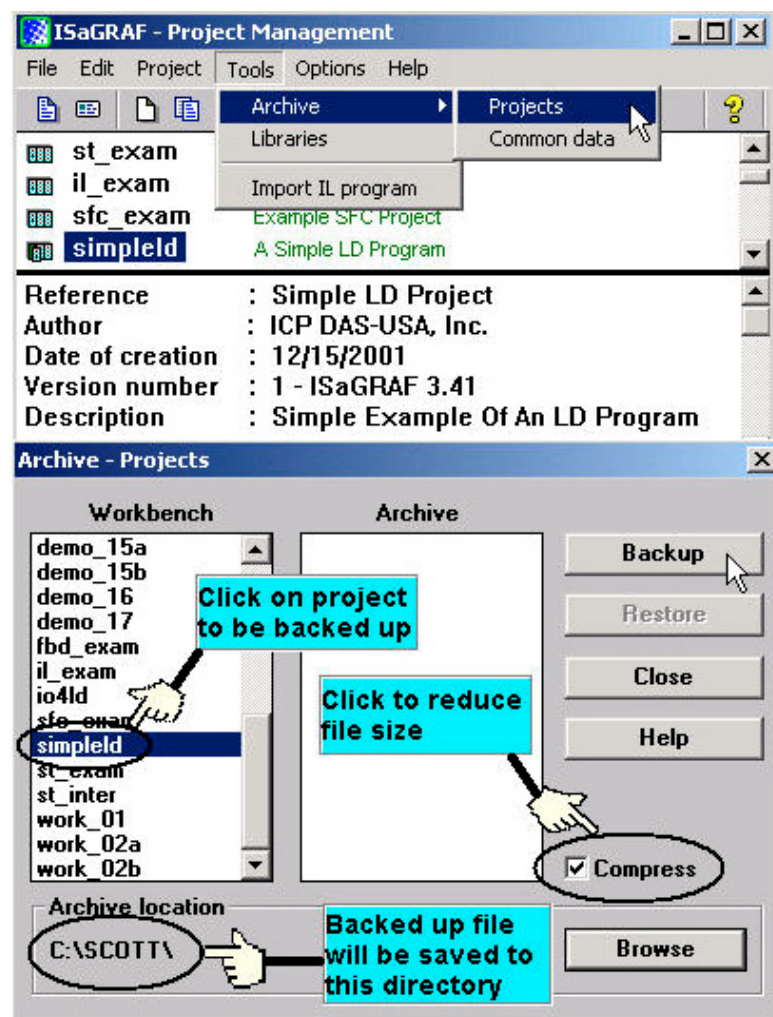 ISaGRAF - Project Management
File Edit Project Tools Options Help
Archive
Projects
Libraries
Common data
Import IL program
st_exam
il_exam
sfc_exam Example SFC Project
simpleld A Simple LD Program
Reference : Simple LD Project
Author : ICP DAS-USA, Inc.
Date of creation : 12/15/2001
Version number : 1 - ISaGRAF 3.41
Description : Simple Example Of An LD Program
Archive - Projects
Workbench
Archive
demo_15a
demo_15b
demo_16
demo_17
fbd_exam
il_exam
io4ld
sfc_exam
simpleld
st_exam
st_inter
work_01
work_02a
work_02b
Click on project
to be backed up
Click to reduce
file size
Backup
Restore
Close
Help
Compress
Archive location
C:\SCOTT\
Backed up file
will be saved to
this directory
Browse